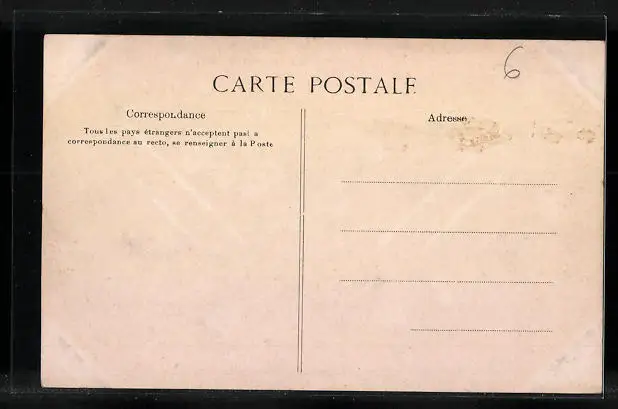 6
CARTE POSTALE
Correspondance
Tous les pays étrangers n'acceptent pas la
correspondance au recto, se renseigner à la Poste
Adresse